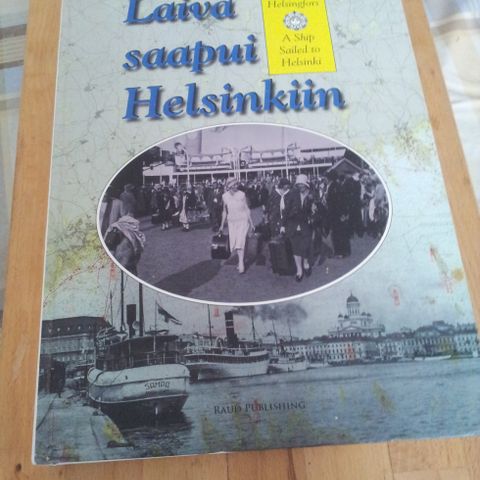 Laiva
saapui
Helsinkiin
Helsingfors
A Ship
Sailed to
Helsinki
SAMPO
RAUD PUBLISHING